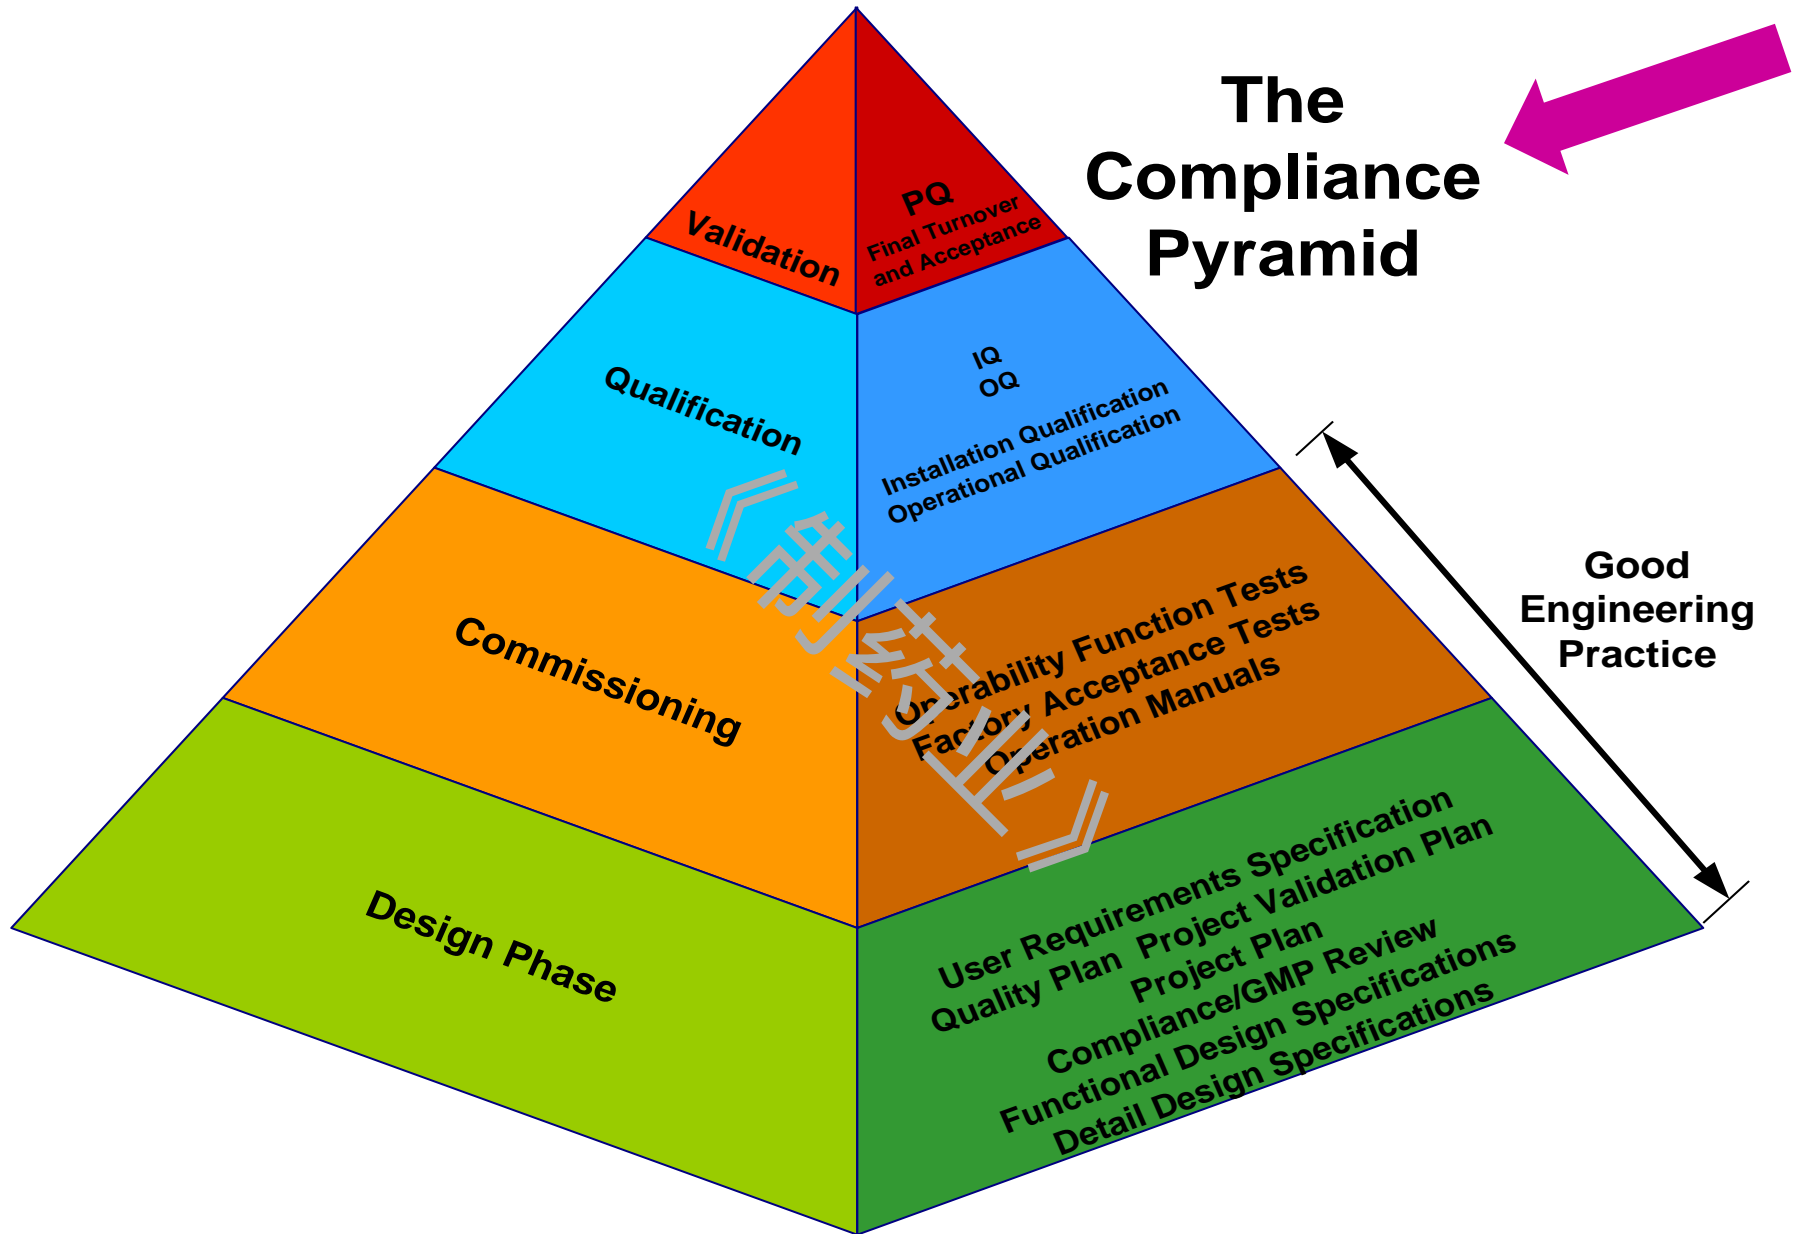 The
Compliance
Pyramid
Validation
PQ
Final Turnover
and Acceptance
Qualification
IQ
OQ
Installation Qualification
Operational Qualification
Commissioning
Operability Function Tests
Factory Acceptance Tests
Operation Manuals
Good
Engineering
Practice
Design Phase
User Requirements Specification
Quality Plan Project Validation Plan
Project Plan
Compliance/GMP Review
Functional Design Specifications
Detail Design Specifications
《制药业》